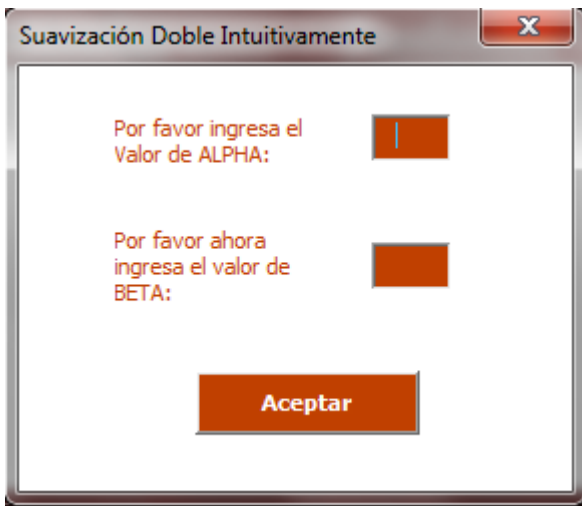 Suavización Doble Intuitivamente
Por favor ingresa el
Valor de ALPHA:
Por favor ahora
ingresa el valor de
BETA:
Aceptar